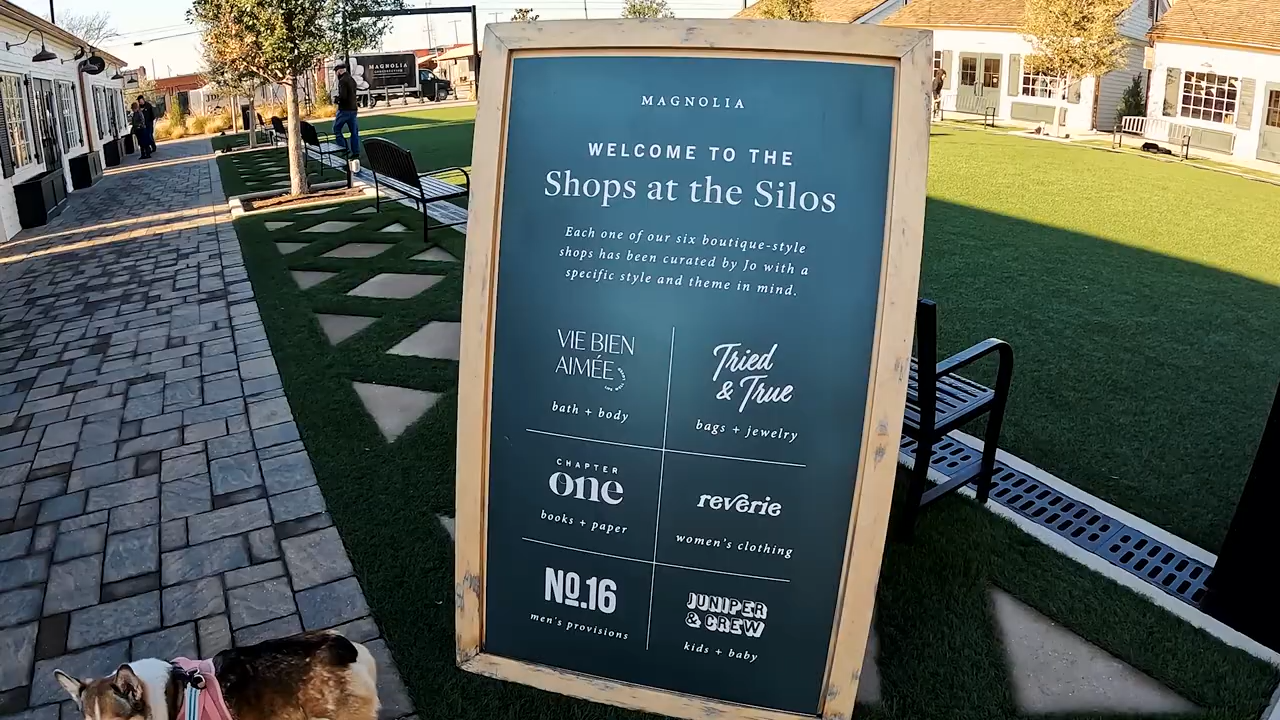 MAGNOLIA
MAGNOLIA
WELCOME TO THE
Shops at the Silos
Each one of our six boutique-style
shops has been curated by Jo with a
specific style and theme in mind.
VIE BIEN
AIMÉE
bath + body
Tried
& True
bags + jewelry
CHAPTER
one
books + paper
reverie
women's clothing
No.16
men's provisions
JUNIPER
& CREW
kids + baby